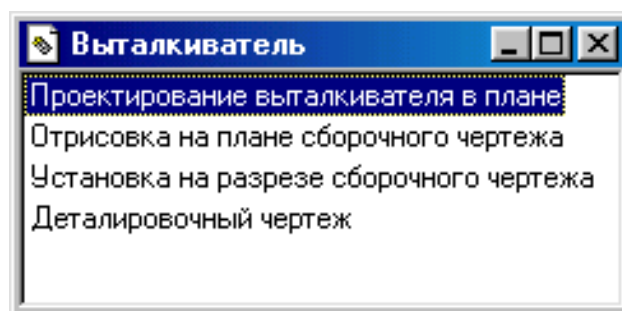 Выталкиватель
Проектирование выталкивателя в плане
Отрисовка на плане сборочного чертежа
Установка на разрезе сборочного чертежа
Деталировочный чертеж